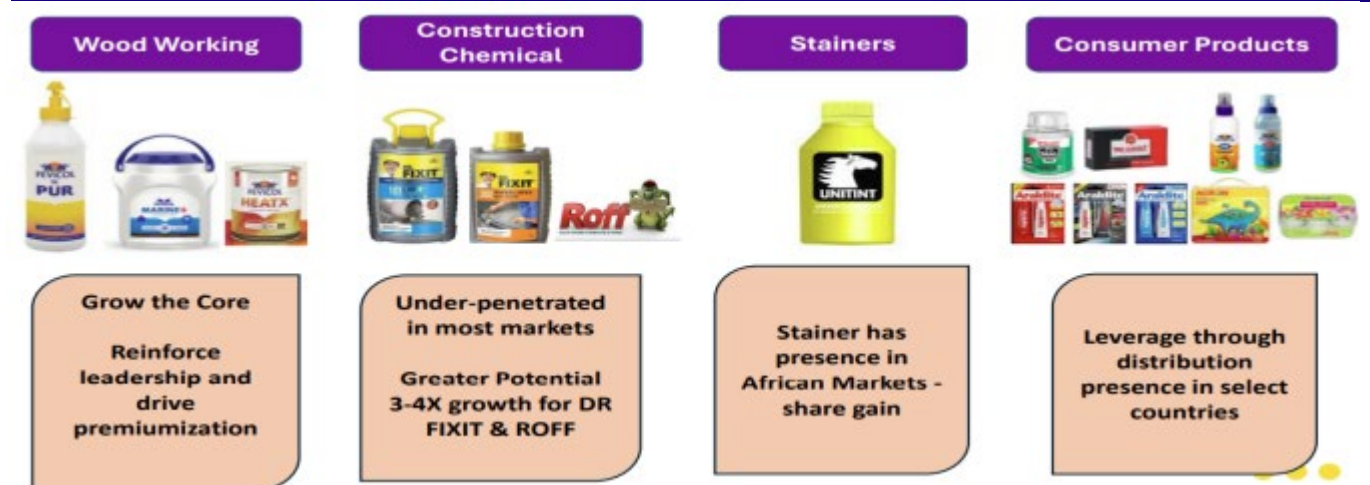 Wood Working
Construction
Chemical
Stainers
Consumer Products
FEVICOL
PUR
MARINE+
FEVICOL
HEATX
FIXIT
FIXIT
Roff
UNITINT
Araldite
Araldite
Araldite
Grow the Core
Reinforce
leadership and
drive
premiumization
Under-penetrated
in most markets
Greater Potential
3-4X growth for DR
FIXIT & ROFF
Stainer has
presence in
African Markets -
share gain
Leverage through
distribution
presence in select
countries